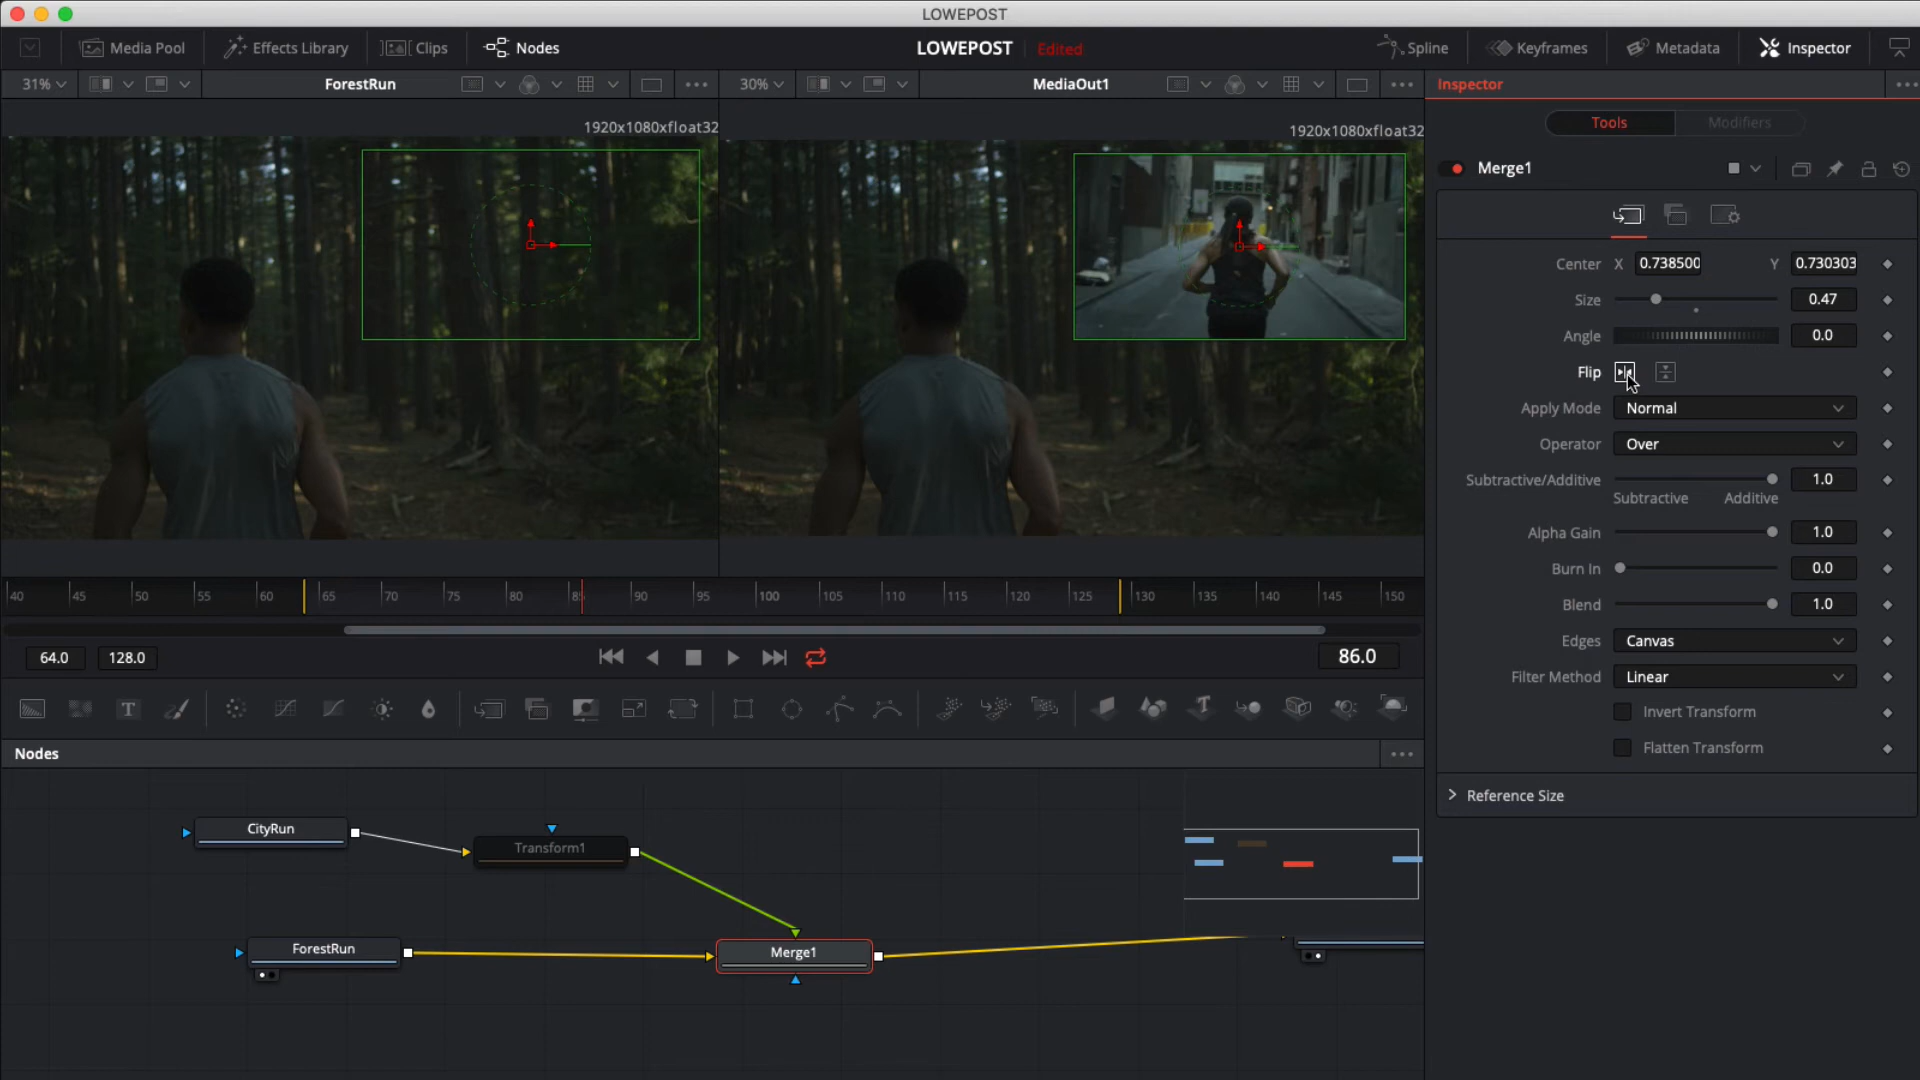 LOWEPOST
Media Pool
Effects Library
Clips
Nodes
LOWEPOST
Edited
Spline
Keyframes
Metadata
Inspector
31%
ForestRun
30%
MediaOut1
Inspector
1920x1080xfloat32
1920x1080xfloat32
Tools
Modifiers
Merge1
Center X 0.738500 Y 0.730303
Size 0.47
Angle 0.0
Flip
Apply Mode Normal
Operator Over
Subtractive/Additive 1.0
Subtractive Additive
Alpha Gain 1.0
Burn In 0.0
Blend 1.0
Edges Canvas
Filter Method Linear
Invert Transform
Flatten Transform
Reference Size
40 45 50 55 60 65 70 75 80 85 90 95 100 105 110 115 120 125 130 135 140 145 150
64.0 128.0 86.0
T
T
Nodes
CityRun
Transform1
ForestRun
Merge1